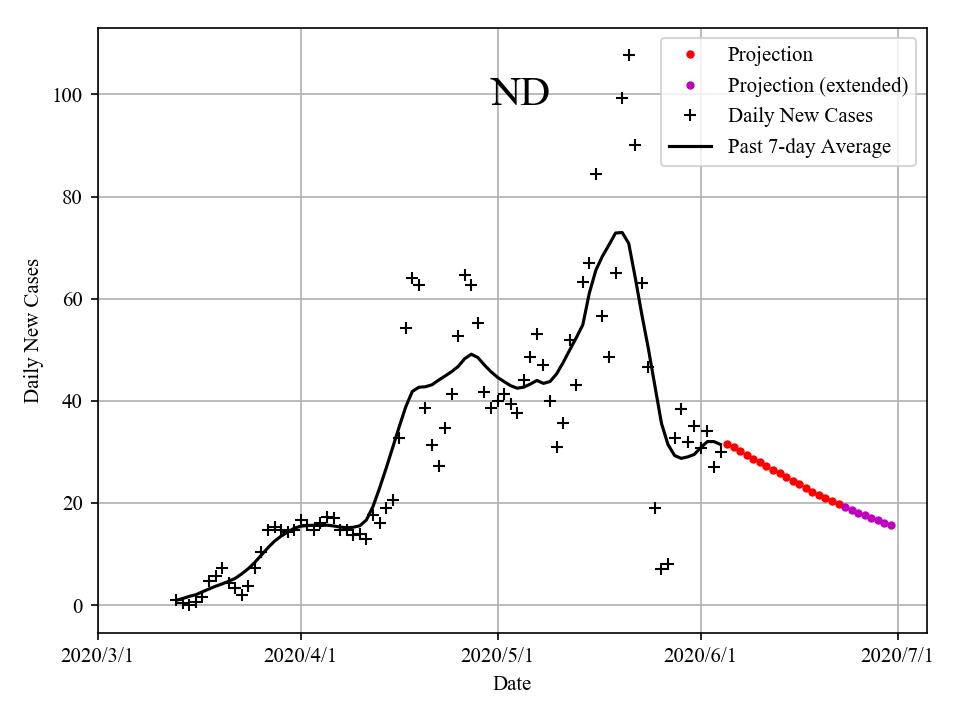 ND
Projection
Projection (extended)
Daily New Cases
Past 7-day Average
100
80
60
40
20
0
Daily New Cases
2020/3/1 2020/4/1 2020/5/1 2020/6/1 2020/7/1
Date